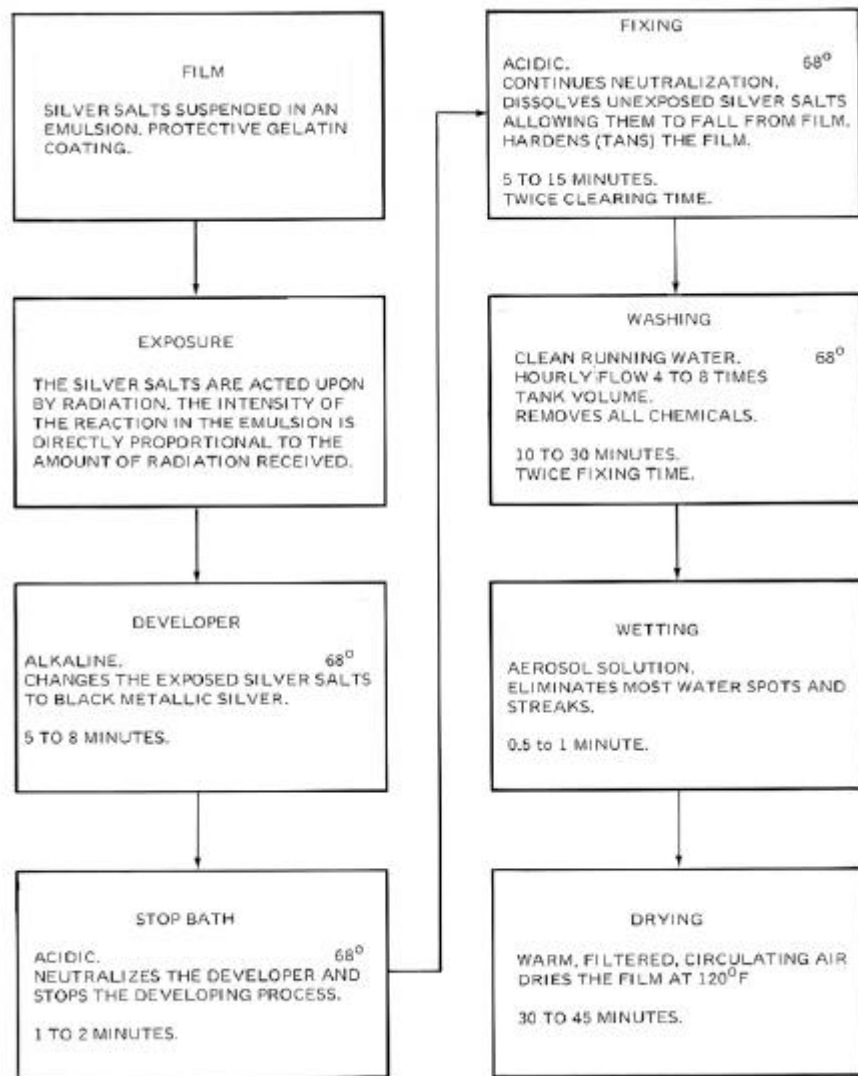 FILM
SILVER SALTS SUSPENDED IN AN
EMULSION. PROTECTIVE GELATIN
COATING.
EXPOSURE
THE SILVER SALTS ARE ACTED UPON
BY RADIATION. THE INTENSITY OF
THE REACTION IN THE EMULSION IS
DIRECTLY PROPORTIONAL TO THE
AMOUNT OF RADIATION RECEIVED.
DEVELOPER
ALKALINE. 68°
CHANGES THE EXPOSED SILVER SALTS
TO BLACK METALLIC SILVER.
5 TO 8 MINUTES.
STOP BATH
ACIDIC. 68°
NEUTRALIZES THE DEVELOPER AND
STOPS THE DEVELOPING PROCESS.
1 TO 2 MINUTES.
FIXING
ACIDIC. 68°
CONTINUES NEUTRALIZATION.
DISSOLVES UNEXPOSED SILVER SALTS
ALLOWING THEM TO FALL FROM FILM.
HARDENS (TANS) THE FILM.
5 TO 15 MINUTES.
TWICE CLEARING TIME.
WASHING
CLEAN RUNNING WATER. 68°
HOURLY FLOW 4 TO 8 TIMES
TANK VOLUME.
REMOVES ALL CHEMICALS.
10 TO 30 MINUTES.
TWICE FIXING TIME.
WETTING
AEROSOL SOLUTION.
ELIMINATES MOST WATER SPOTS AND
STREAKS.
0.5 to 1 MINUTE.
DRYING
WARM, FILTERED, CIRCULATING AIR
DRIES THE FILM AT 120°F
30 TO 45 MINUTES.